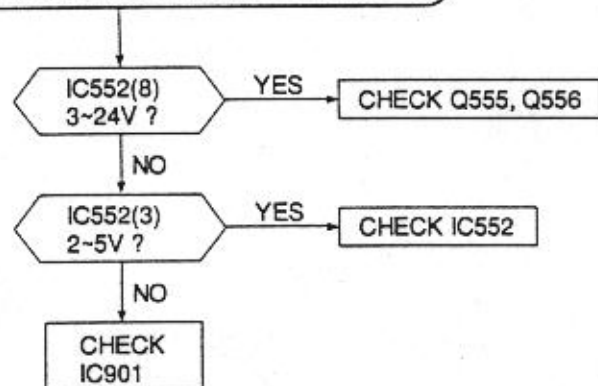 IC552(8)
3~24V ?
YES
CHECK Q555, Q556
NO
IC552(3)
2~5V ?
YES
CHECK IC552
NO
CHECK
IC901